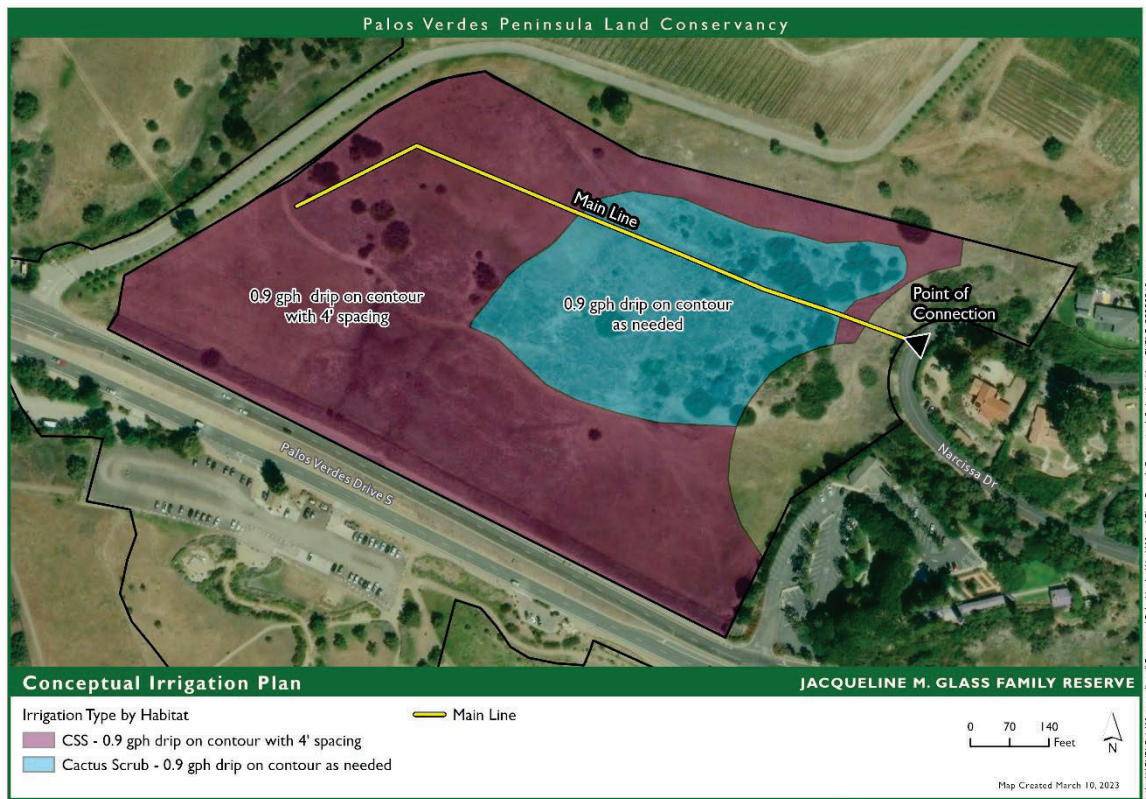 Palos Verdes Peninsula Land Conservancy
Main Line
0.9 gph drip on contour
with 4' spacing
0.9 gph drip on contour
as needed
Point of
Connection
Palos Verdes Drive S
Narcissa Dr
Conceptual Irrigation Plan
JACQUELINE M. GLASS FAMILY RESERVE
Irrigation Type by Habitat
Main Line
CSS - 0.9 gph drip on contour with 4' spacing
Cactus Scrub - 0.9 gph drip on contour as needed
0 70 140
Feet
N
Map Created March 10, 2023